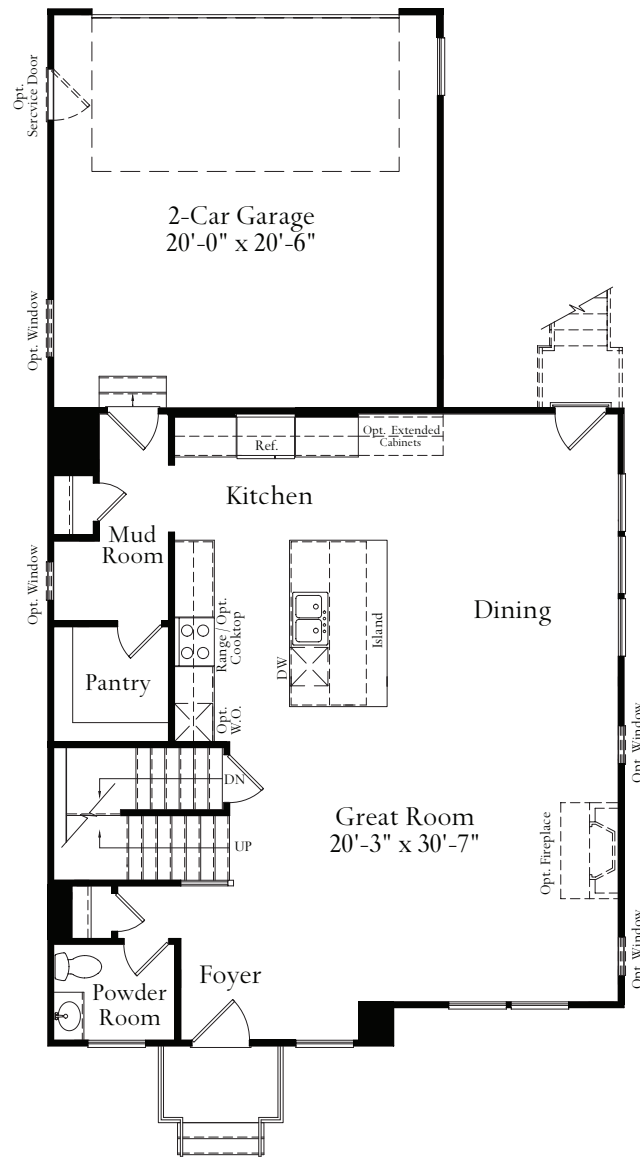 Opt.
Sercvice Door
2-Car Garage
20'-0" x 20'-6"
Opt. Window
Ref.
Opt. Extended
Cabinets
Kitchen
Mud
Room
Opt. Window
Dining
Range / Opt.
Cooktop
Island
DW
Pantry
Opt.
W.O.
Opt. Window
DN
Great Room
20'-3" x 30'-7"
Opt. Fireplace
UP
Opt. Window
Foyer
Powder
Room